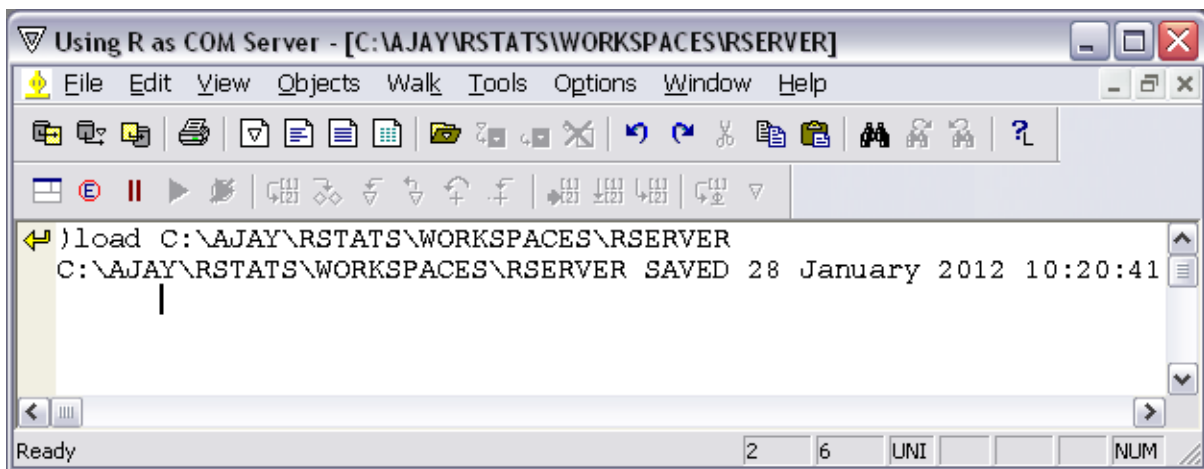 Using R as COM Server - [C:\AJAY\RSTATS\WORKSPACES\RSERVER]
File Edit View Objects Walk Tools Options Window Help
)load C:\AJAY\RSTATS\WORKSPACES\RSERVER
C:\AJAY\RSTATS\WORKSPACES\RSERVER SAVED 28 January 2012 10:20:41
Ready 2 6 UNI NUM